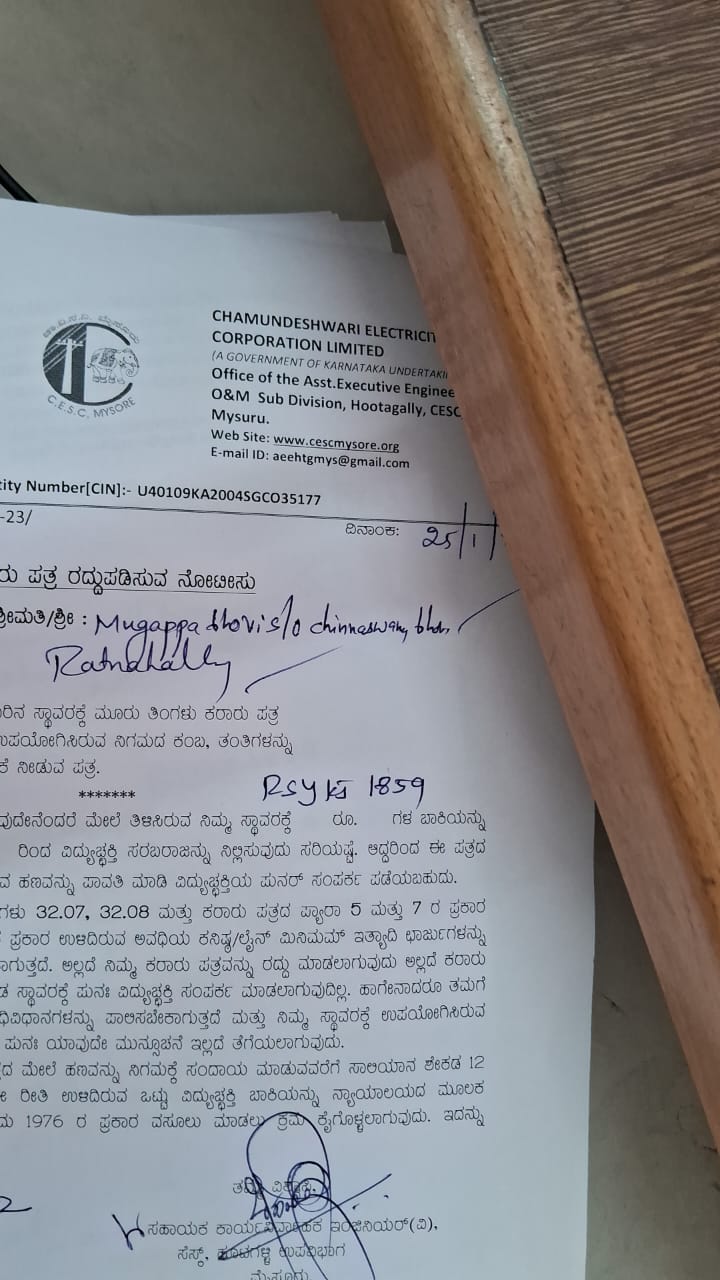 ಚಾ.ವಿ.ಸ.ನಿ. ಮೈಸೂರು
C.E.S.C, MYSORE
CHAMUNDESHWARI ELECTRICI
CORPORATION LIMITED
(A GOVERNMENT OF KARNATAKA UNDERTAKI
Office of the Asst.Executive Enginee
O&M Sub Division, Hootagally, CESC
Mysuru.
Web Site: www.cescmysore.org
E-mail ID: aeehtgmys@gmail.com
tity Number[CIN]:- U40109KA2004SGCO35177
-23/ ದಿನಾಂಕ: 25/1/
ರು ಪತ್ರ ರದ್ದುಪಡಿಸುವ ನೋಟೀಸು
ಶ್ರೀಮತಿ/ಶ್ರೀ : Mugappa bhovi s/o chinnaswamy bhovi
Ratnahally
ರಿನ ಸ್ಥಾವರಕ್ಕೆ ಮೂರು ತಿಂಗಳು ಕರಾರು ಪತ್ರ
ಉಪಯೋಗಿಸಿರುವ ನಿಗಮದ ಕಂಬ, ತಂತಿಗಳನ್ನು
ಕೆ ನೀಡುವ ಪತ್ರ.
******* RSY 1859
ವುದೇನೆಂದರೆ ಮೇಲೆ ತಿಳಿಸಿರುವ ನಿಮ್ಮ ಸ್ಥಾವರಕ್ಕೆ ರೂ. ಗಳ ಬಾಕಿಯನ್ನು
ರಿಂದ ವಿದ್ಯುಚ್ಛಕ್ತಿ ಸರಬರಾಜನ್ನು ನಿಲ್ಲಿಸುವುದು ಸರಿಯಷ್ಟೆ. ಆದ್ದರಿಂದ ಈ ಪತ್ರದ
ವ ಹಣವನ್ನು ಪಾವತಿ ಮಾಡಿ ವಿದ್ಯುಚ್ಛಕ್ತಿಯ ಪುನರ್ ಸಂಪರ್ಕ ಪಡೆಯಬಹುದು.
ಗಳು 32.07, 32.08 ಮತ್ತು ಕರಾರು ಪತ್ರದ ಪ್ಯಾರಾ 5 ಮತ್ತು 7 ರ ಪ್ರಕಾರ
ಪ್ರಕಾರ ಉಳಿದಿರುವ ಅವಧಿಯ ಕನಿಷ್ಠ/ಲೈನ್ ಮಿನಿಮಮ್ ಇತ್ಯಾದಿ ಛಾರ್ಜುಗಳನ್ನು
ಾಗುತ್ತದೆ. ಅಲ್ಲದೆ ನಿಮ್ಮ ಕರಾರು ಪತ್ರವನ್ನು ರದ್ದು ಮಾಡಲಾಗುವುದು ಅಲ್ಲದೆ ಕರಾರು
ಡ ಸ್ಥಾವರಕ್ಕೆ ಪುನಃ ವಿದ್ಯುಚ್ಛಕ್ತಿ ಸಂಪರ್ಕ ಮಾಡಲಾಗುವುದಿಲ್ಲ. ಹಾಗೇನಾದರೂ ತಮಗೆ
ಧಿವಿಧಾನಗಳನ್ನು ಪಾಲಿಸಬೇಕಾಗುತ್ತದೆ ಮತ್ತು ನಿಮ್ಮ ಸ್ಥಾವರಕ್ಕೆ ಉಪಯೋಗಿಸಿರುವ
ಪುನಃ ಯಾವುದೇ ಮುನ್ಸೂಚನೆ ಇಲ್ಲದೆ ತೆಗೆಯಲಾಗುವುದು.
ದ ಮೇಲೆ ಹಣವನ್ನು ನಿಗಮಕ್ಕೆ ಸಂದಾಯ ಮಾಡುವವರೆಗೆ ಸಾಲಿಯಾನ ಶೇಕಡ 12
ೇ ರೀತಿ ಉಳಿದಿರುವ ಒಟ್ಟು ವಿದ್ಯುಚ್ಛಕ್ತಿ ಬಾಕಿಯನ್ನು ನ್ಯಾಯಾಲಯದ ಮೂಲಕ
ಮ 1976 ರ ಪ್ರಕಾರ ವಸೂಲು ಮಾಡಲು ಕ್ರಮ ಕೈಗೊಳ್ಳಲಾಗುವುದು. ಇದನ್ನು
ತಮ್ಮ ವಿಶ್ವಾಸಿ,
ಸಹಾಯಕ ಕಾರ್ಯನಿರ್ವಾಹಕ ಇಂಜಿನಿಯರ್(ವಿ),
ಸೆಸ್ಕ್, ಹೂಟಗಳ್ಳಿ ಉಪವಿಭಾಗ
ಮೈಸೂರು